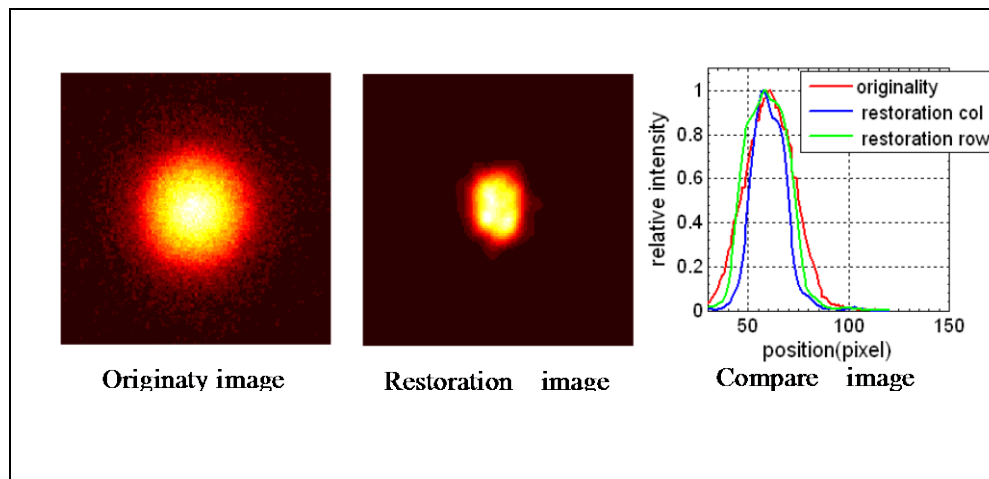 originality
restoration col
restoration row
relative intensity
1
0.8
0.6
0.4
0.2
0
50
100
150
position(pixel)
Originaty image
Restoration image
Compare image